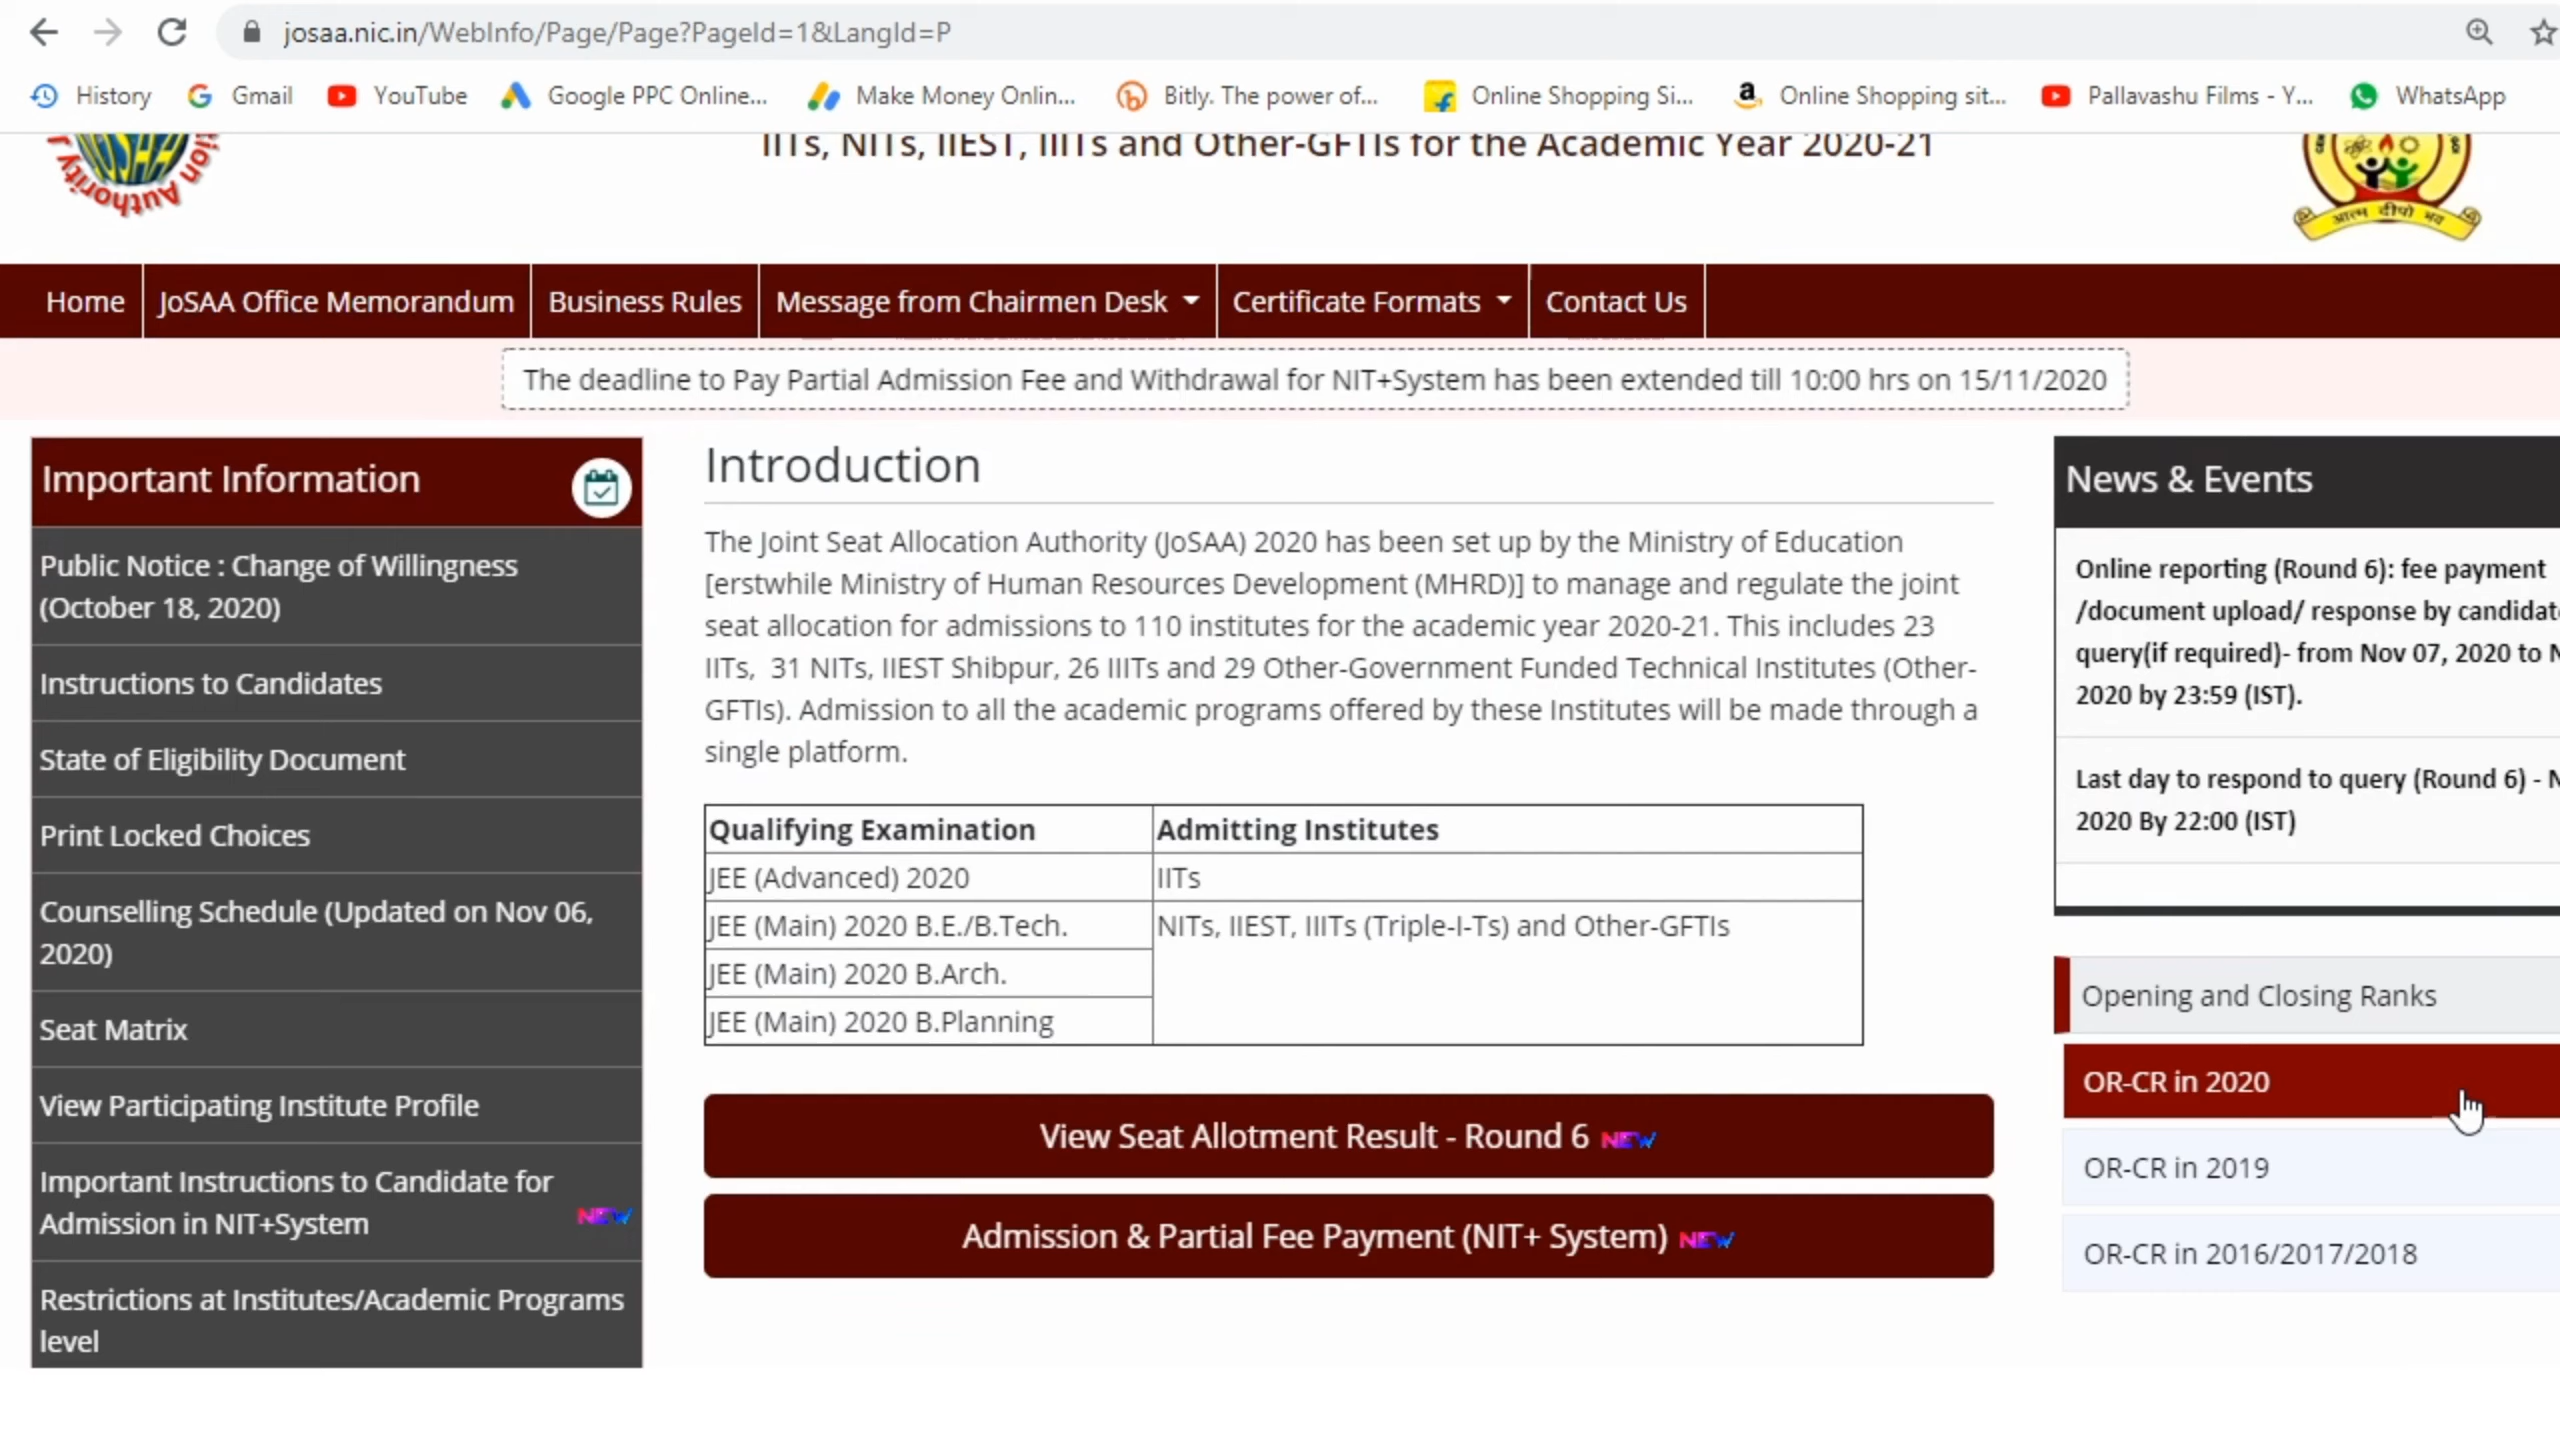 josaa.nic.in/WebInfo/Page/Page?PageId=1&LangId=P
History Gmail YouTube Google PPC Online... Make Money Onlin... Bitly. The power of... Online Shopping Si... Online Shopping sit... Pallavashu Films - Y... WhatsApp
IITs, NITs, IIEST, IIITs and Other-GFTIs for the Academic Year 2020-21
Authority
आत्म दीपो भव
Home JoSAA Office Memorandum Business Rules Message from Chairmen Desk Certificate Formats Contact Us
The deadline to Pay Partial Admission Fee and Withdrawal for NIT+System has been extended till 10:00 hrs on 15/11/2020
Important Information
Public Notice : Change of Willingness
(October 18, 2020)
Instructions to Candidates
State of Eligibility Document
Print Locked Choices
Counselling Schedule (Updated on Nov 06,
2020)
Seat Matrix
View Participating Institute Profile
Important Instructions to Candidate for
Admission in NIT+System NEW
Restrictions at Institutes/Academic Programs
level
Introduction
The Joint Seat Allocation Authority (JoSAA) 2020 has been set up by the Ministry of Education
[erstwhile Ministry of Human Resources Development (MHRD)] to manage and regulate the joint
seat allocation for admissions to 110 institutes for the academic year 2020-21. This includes 23
IITs, 31 NITs, IIEST Shibpur, 26 IIITs and 29 Other-Government Funded Technical Institutes (Other-
GFTIs). Admission to all the academic programs offered by these Institutes will be made through a
single platform.
Qualifying Examination Admitting Institutes
JEE (Advanced) 2020 IITs
JEE (Main) 2020 B.E./B.Tech. NITs, IIEST, IIITs (Triple-I-Ts) and Other-GFTIs
JEE (Main) 2020 B.Arch.
JEE (Main) 2020 B.Planning
View Seat Allotment Result - Round 6 NEW
Admission & Partial Fee Payment (NIT+ System) NEW
News & Events
Online reporting (Round 6): fee payment
/document upload/ response by candidat
query(if required)- from Nov 07, 2020 to N
2020 by 23:59 (IST).
Last day to respond to query (Round 6) - N
2020 By 22:00 (IST)
Opening and Closing Ranks
OR-CR in 2020
OR-CR in 2019
OR-CR in 2016/2017/2018